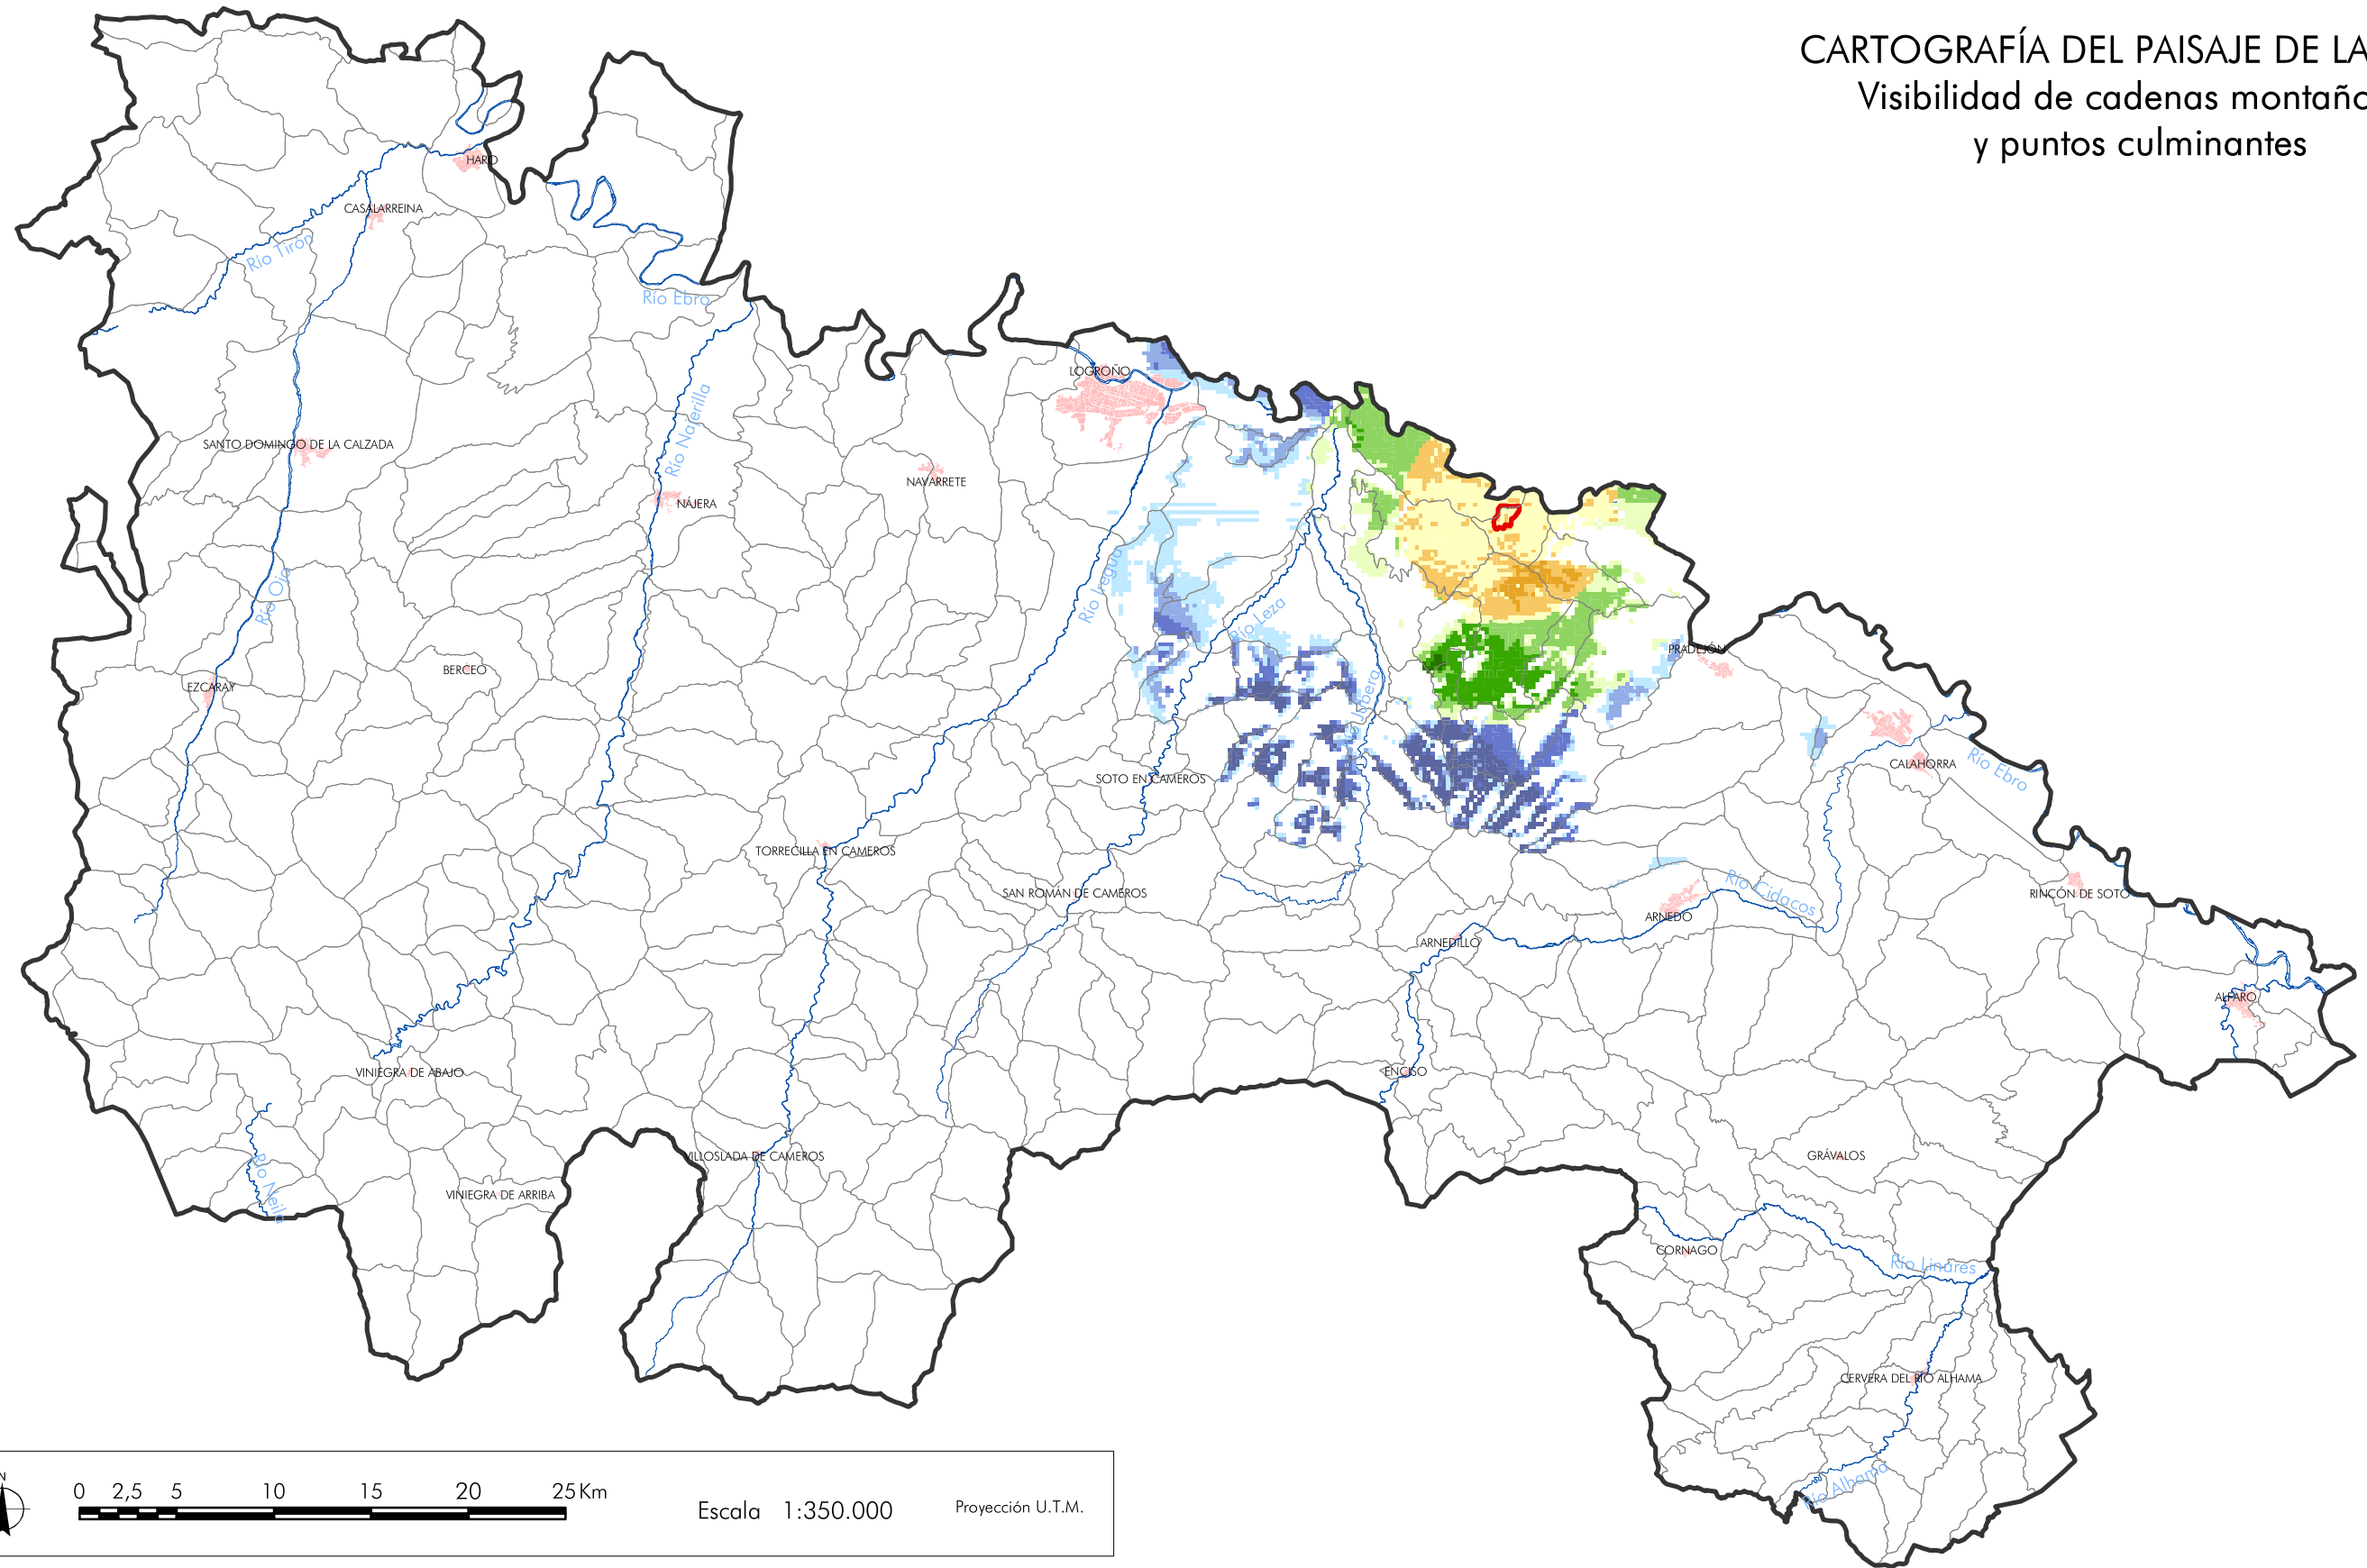 CARTOGRAFÍA DEL PAISAJE DE LA
Visibilidad de cadenas montaño
y puntos culminantes
HARO
CASALARREINA
Río Tirón
Río Ebro
LOGROÑO
SANTO DOMINGO DE LA CALZADA
Río Najerilla
NAVARRETE
NÁJERA
Río Oja
Río Iregua
Río Leza
PRADEJÓN
BERCEO
EZCARAY
Río Jubera
SOTO EN CAMEROS
CALAHORRA
Río Ebro
TORRECILLA EN CAMEROS
SAN ROMÁN DE CAMEROS
Río Cidacos
RINCÓN DE SOTO
ARNEDO
ARNEDILLO
ALFARO
VINIEGRA DE ABAJO
ENCISO
VILLOSLADA DE CAMEROS
GRÁVALOS
Río Neila
VINIEGRA DE ARRIBA
CORNAGO
Río Linares
CERVERA DEL RÍO ALHAMA
Río Alhama
N
0 2,5 5 10 15 20 25 Km
Escala 1:350.000
Proyección U.T.M.